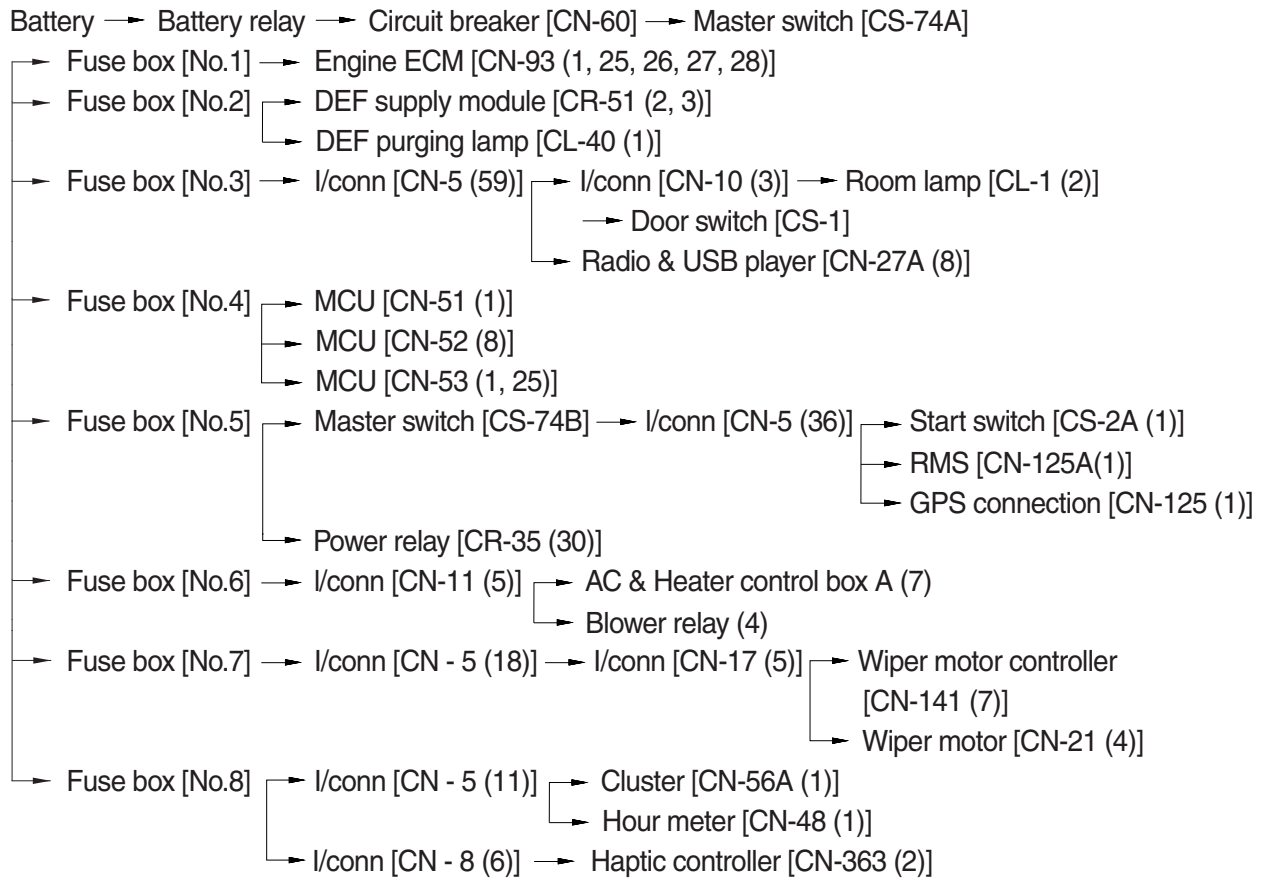 Battery → Battery relay → Circuit breaker [CN-60] → Master switch [CS-74A]
Fuse box [No.1] → Engine ECM [CN-93 (1, 25, 26, 27, 28)]
Fuse box [No.2] → DEF supply module [CR-51 (2, 3)]
→ DEF purging lamp [CL-40 (1)]
Fuse box [No.3] → I/conn [CN-5 (59)] → I/conn [CN-10 (3)] → Room lamp [CL-1 (2)]
→ Door switch [CS-1]
→ Radio & USB player [CN-27A (8)]
Fuse box [No.4] → MCU [CN-51 (1)]
→ MCU [CN-52 (8)]
→ MCU [CN-53 (1, 25)]
Fuse box [No.5] → Master switch [CS-74B] → I/conn [CN-5 (36)] → Start switch [CS-2A (1)]
→ RMS [CN-125A(1)]
→ GPS connection [CN-125 (1)]
→ Power relay [CR-35 (30)]
Fuse box [No.6] → I/conn [CN-11 (5)] → AC & Heater control box A (7)
→ Blower relay (4)
Fuse box [No.7] → I/conn [CN - 5 (18)] → I/conn [CN-17 (5)] → Wiper motor controller
[CN-141 (7)]
→ Wiper motor [CN-21 (4)]
Fuse box [No.8] → I/conn [CN - 5 (11)] → Cluster [CN-56A (1)]
→ Hour meter [CN-48 (1)]
→ I/conn [CN - 8 (6)] → Haptic controller [CN-363 (2)]